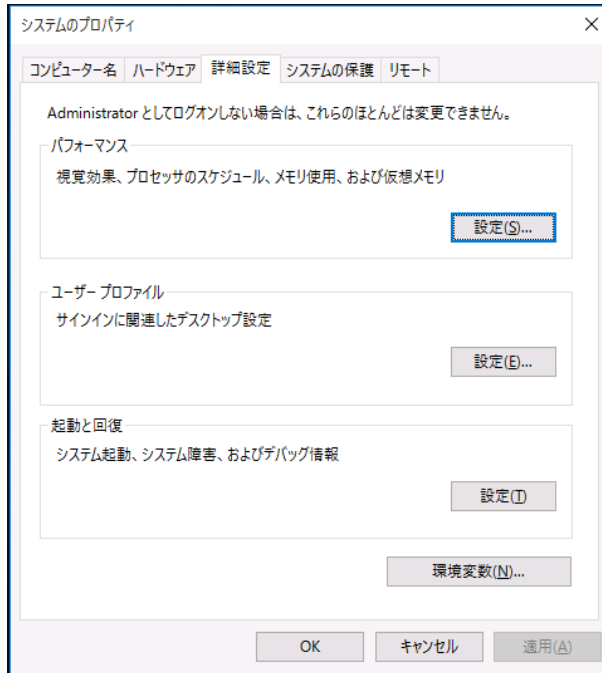 システムのプロパティ
コンピューター名 ハードウェア 詳細設定 システムの保護 リモート
Administrator としてログオンしない場合は、これらのほとんどは変更できません。
パフォーマンス
視覚効果、プロセッサのスケジュール、メモリ使用、および仮想メモリ
設定(S)...
ユーザー プロファイル
サインインに関連したデスクトップ設定
設定(E)...
起動と回復
システム起動、システム障害、およびデバッグ情報
設定(T)
環境変数(N)...
OK キャンセル 適用(A)